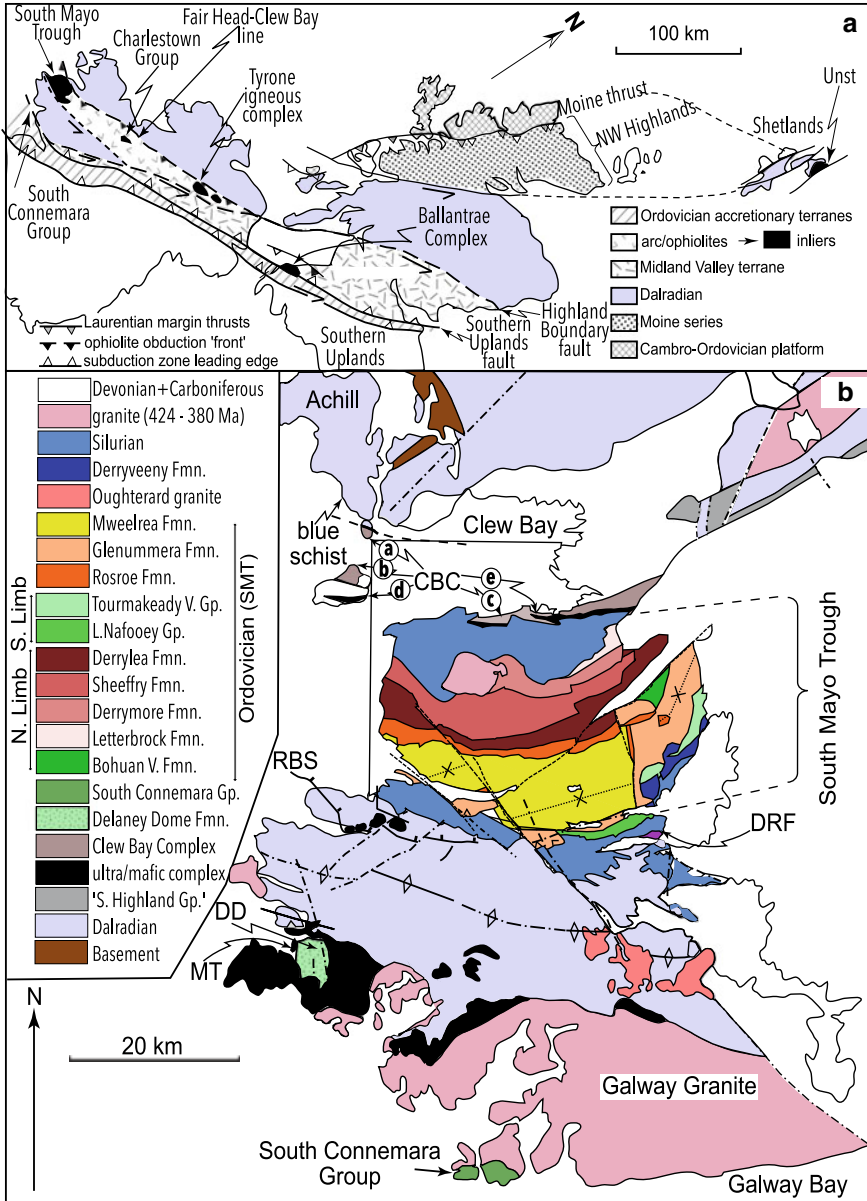 South Mayo
Trough
Charlestown
Group
Fair Head-Clew Bay
line
Tyrone
igneous
complex
N
100 km
a
Unst
Moine thrust
NW Highlands
Shetlands
South
Connemara
Group
Ballantrae
Complex
Ordovician accretionary terranes
arc/ophiolites
inliers
Midland Valley terrane
Dalradian
Moine series
Cambro-Ordovician platform
Laurentian margin thrusts
ophiolite obduction 'front'
subduction zone leading edge
Southern
Uplands
Southern
Uplands
fault
Highland
Boundary
fault
b
Devonian+Carboniferous
granite (424 - 380 Ma)
Silurian
Derryveeny Fmn.
Oughterard granite
Mweelrea Fmn.
Glenummera Fmn.
Rosroe Fmn.
Tourmakeady V. Gp.
L.Nafooey Gp.
Derrylea Fmn.
Sheeffry Fmn.
Derrymore Fmn.
Letterbrock Fmn.
Bohuan V. Fmn.
South Connemara Gp.
Delaney Dome Fmn.
Clew Bay Complex
ultra/mafic complex
'S. Highland Gp.'
Dalradian
Basement
S. Limb
N. Limb
Ordovician (SMT)
Achill
blue
schist
Clew Bay
a
b
CBC
e
d
c
South Mayo Trough
RBS
DRF
DD
MT
N
20 km
Galway Granite
South Connemara
Group
Galway Bay